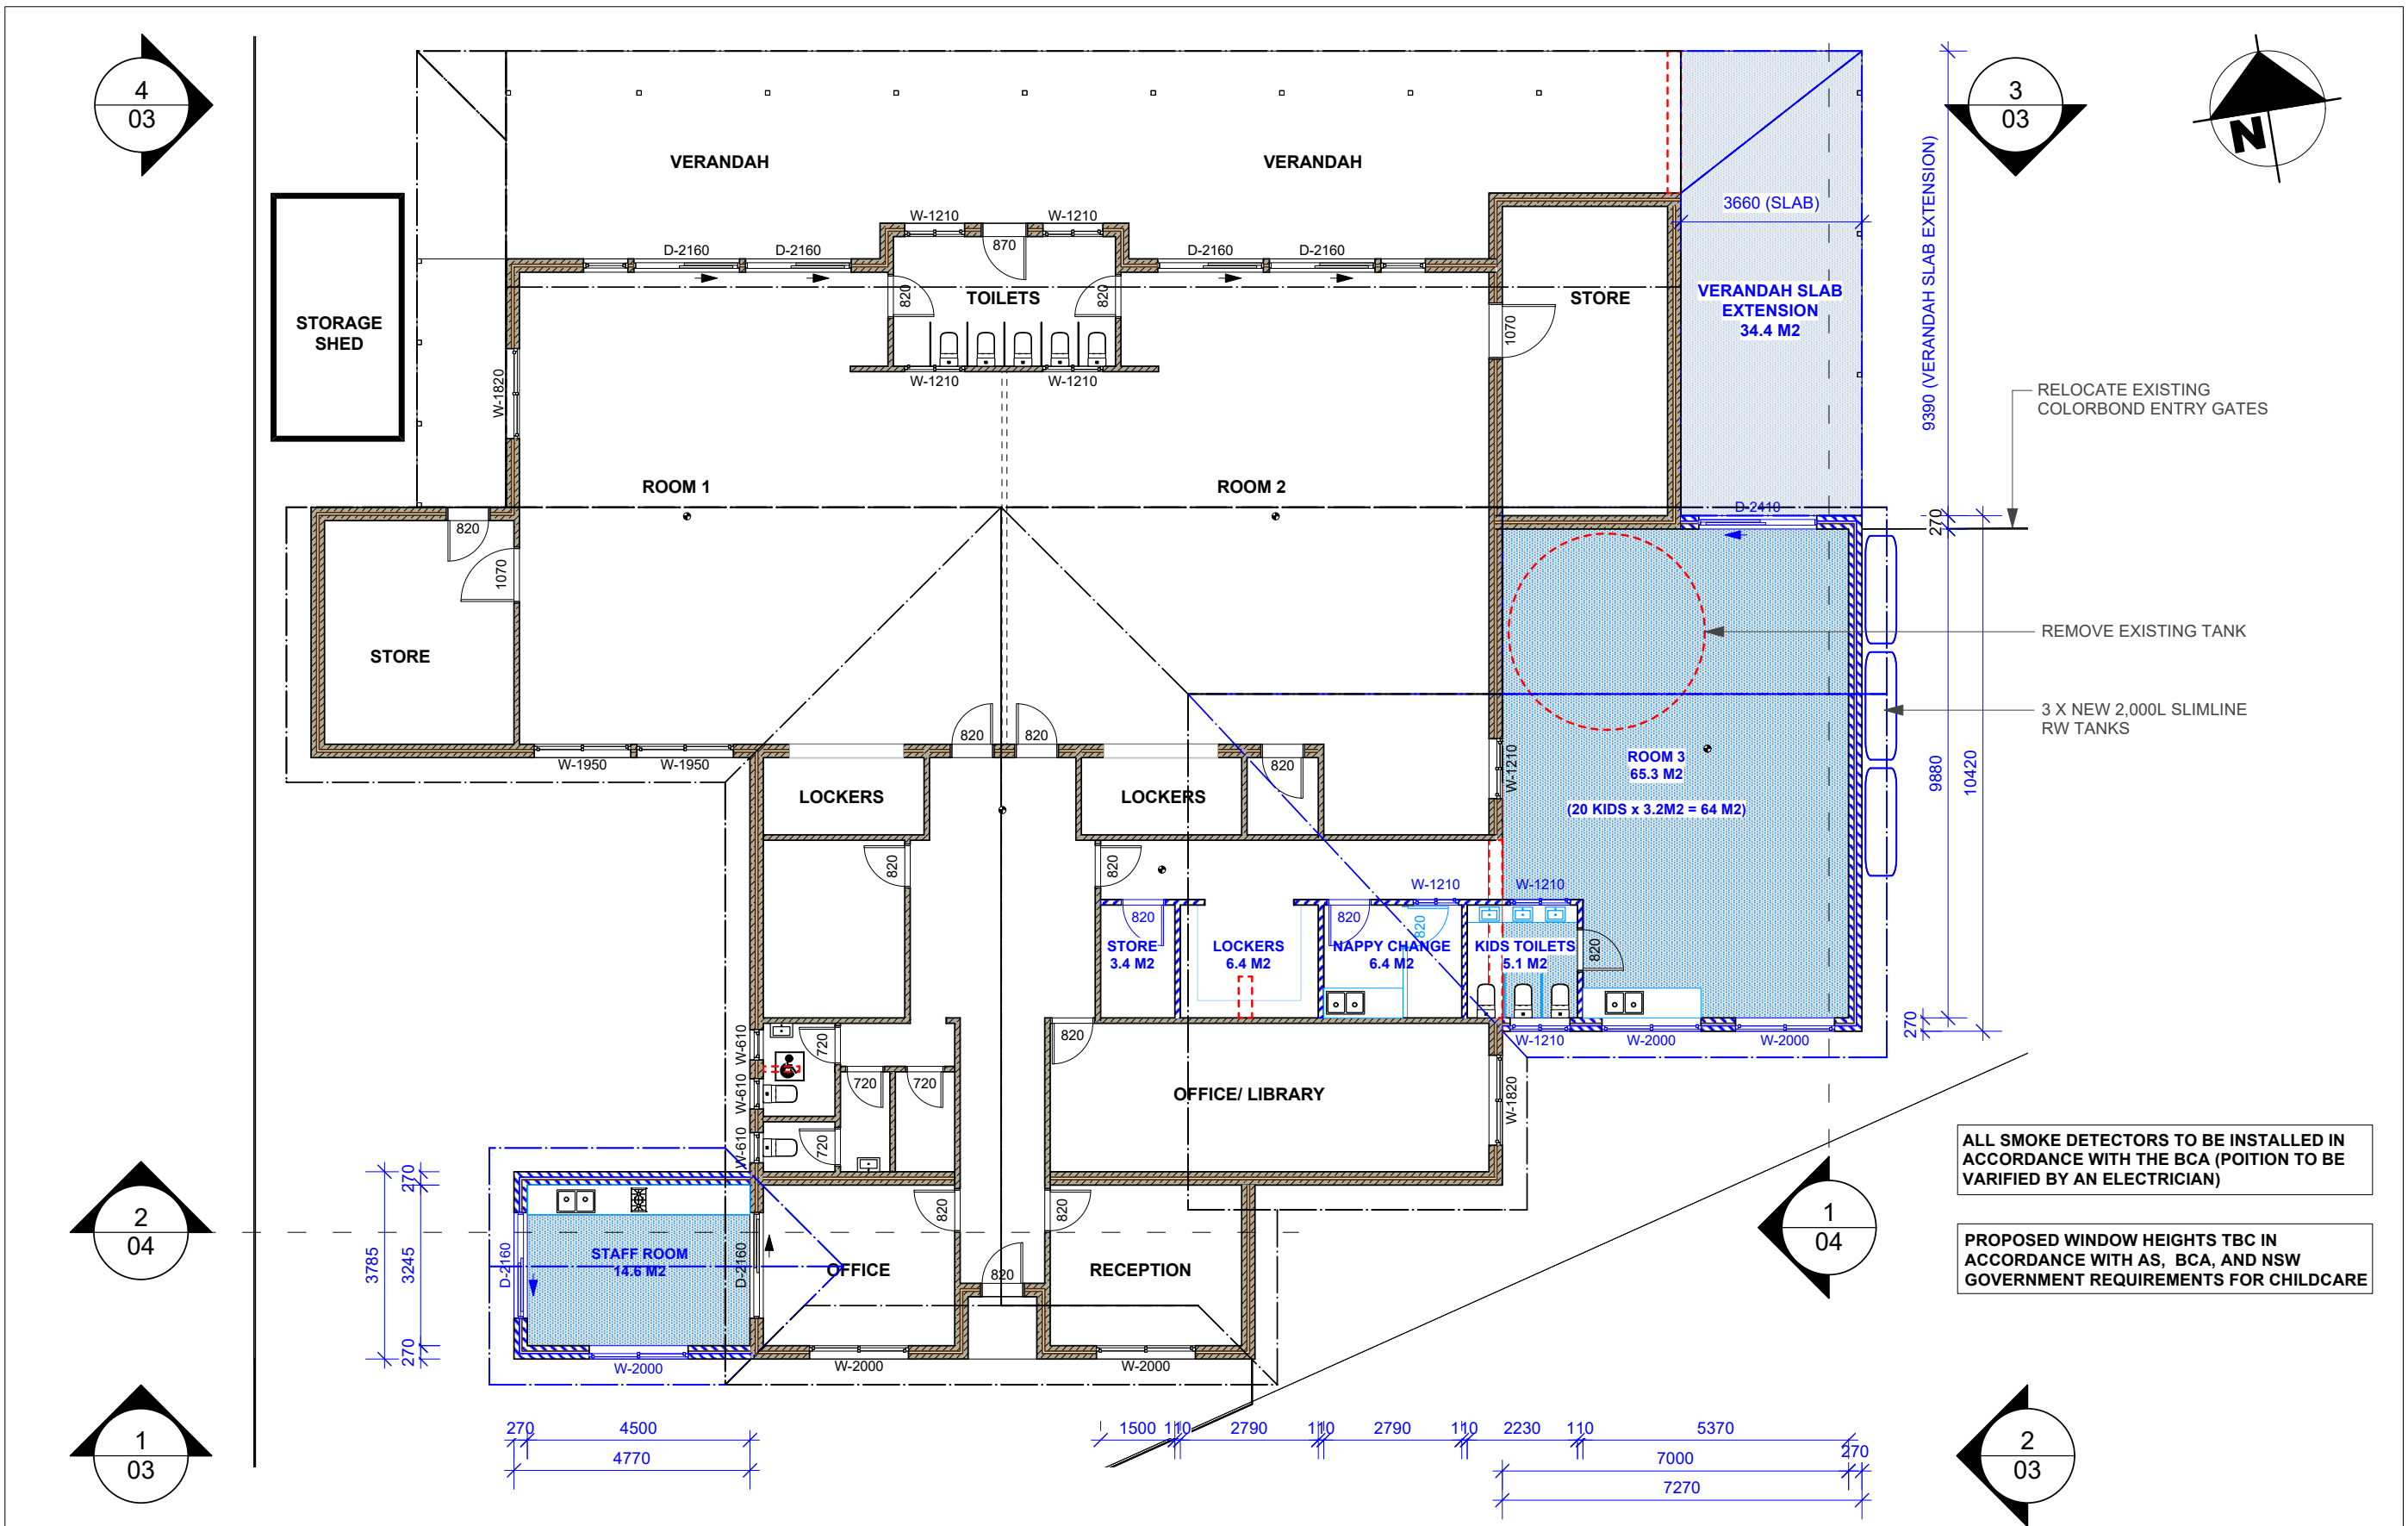 4
03
3
03
N
VERANDAH
VERANDAH
9390 (VERANDAH SLAB EXTENSION)
3660 (SLAB)
W-1210
W-1210
870
D-2160
D-2160
D-2160
D-2160
820
TOILETS
820
STORE
VERANDAH SLAB
EXTENSION
34.4 M2
STORAGE
SHED
1070
W-1210
W-1210
W-1820
RELOCATE EXISTING
COLORBOND ENTRY GATES
ROOM 1
ROOM 2
D-2410
270
820
1070
REMOVE EXISTING TANK
STORE
3 X NEW 2,000L SLIMLINE
RW TANKS
820
820
W-1950
W-1950
820
W-1210
ROOM 3
65.3 M2
(20 KIDS x 3.2M2 = 64 M2)
9880
10420
LOCKERS
LOCKERS
820
820
W-1210
W-1210
820
820
820
820
STORE
3.4 M2
LOCKERS
6.4 M2
NAPPY CHANGE
6.4 M2
KIDS TOILETS
5.1 M2
270
W-610
720
820
W-1210
W-2000
W-2000
W-610
720
720
OFFICE/ LIBRARY
W-1820
W-610
720
ALL SMOKE DETECTORS TO BE INSTALLED IN
ACCORDANCE WITH THE BCA (POITION TO BE
VARIFIED BY AN ELECTRICIAN)
270
2
04
820
820
1
04
3785
3245
D-2160
STAFF ROOM
14.6 M2
D-2160
OFFICE
820
RECEPTION
PROPOSED WINDOW HEIGHTS TBC IN
ACCORDANCE WITH AS, BCA, AND NSW
GOVERNMENT REQUIREMENTS FOR CHILDCARE
270
W-2000
W-2000
W-2000
1
03
270
4500
1500
110
2790
110
2790
110
2230
110
5370
2
03
4770
7000
270
7270